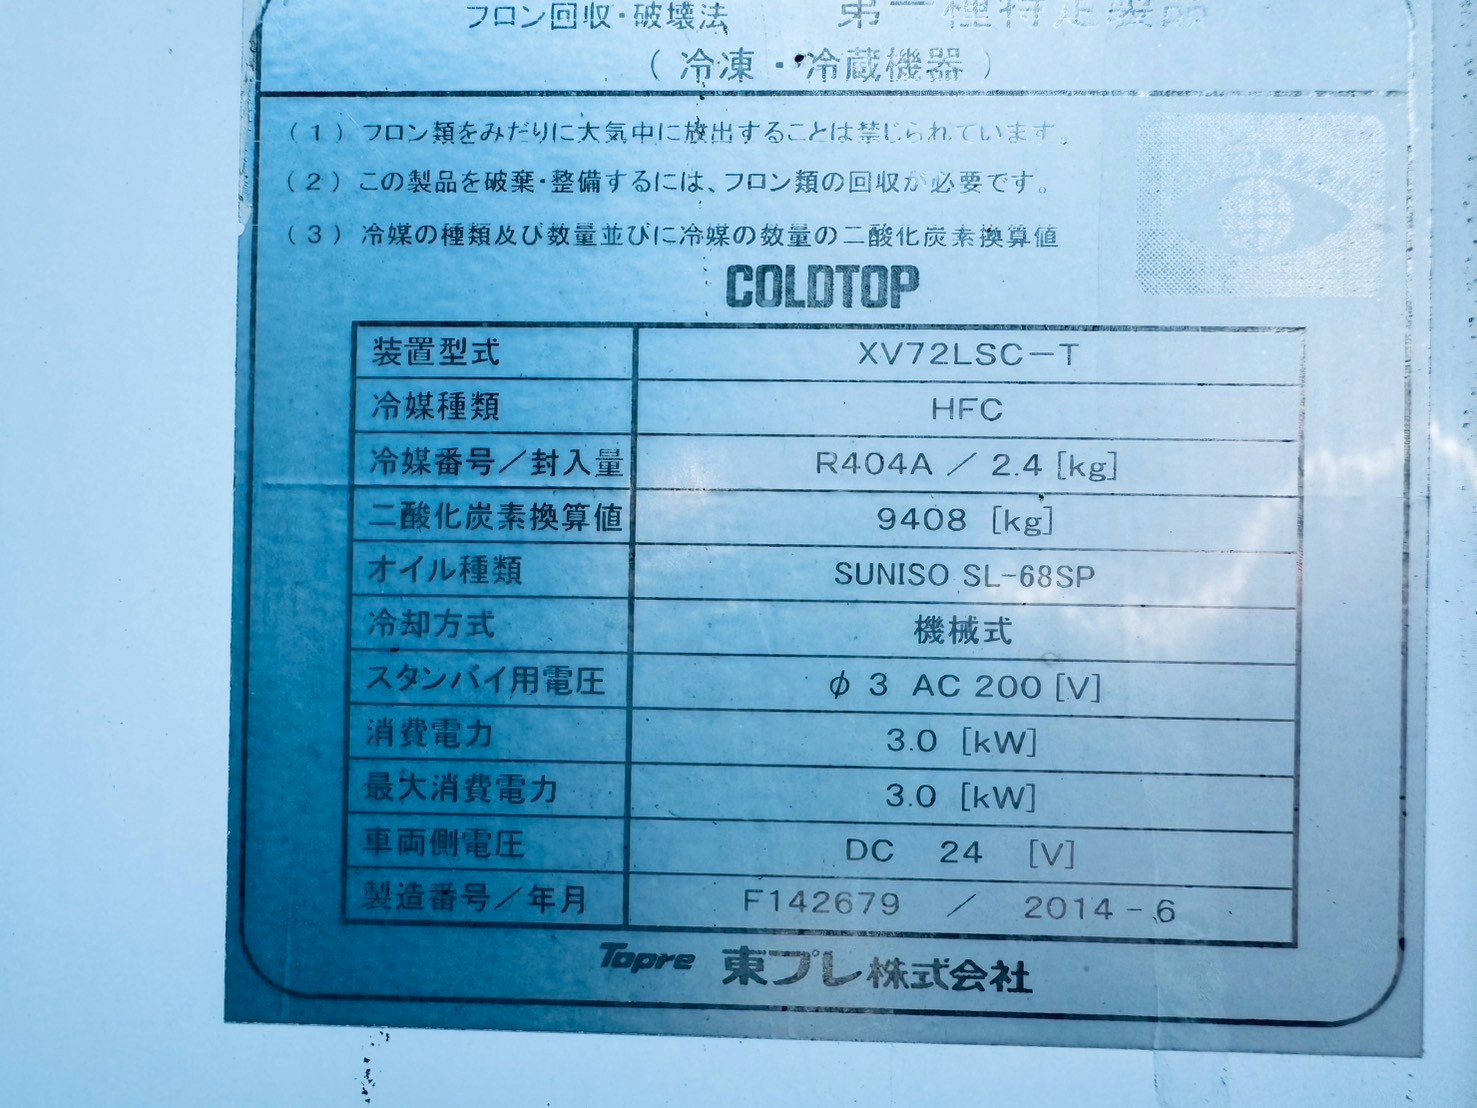 フロン回収・破壊法 第一種特定製品
（冷凍・冷蔵機器）
（1）フロン類をみだりに大気中に放出することは禁じられています。
（2）この製品を破棄・整備するには、フロン類の回収が必要です。
（3）冷媒の種類及び数量並びに冷媒の数量の二酸化炭素換算値
COLDTOP
装置型式 XV72LSC－T
冷媒種類 HFC
冷媒番号／封入量 R404A ／ 2.4 [kg]
二酸化炭素換算値 9408 [kg]
オイル種類 SUNISO SL-68SP
冷却方式 機械式
スタンバイ用電圧 φ 3 AC 200 [V]
消費電力 3.0 [kW]
最大消費電力 3.0 [kW]
車両側電圧 DC 24 [V]
製造番号／年月 F142679 ／ 2014 - 6
Topre 東プレ株式会社